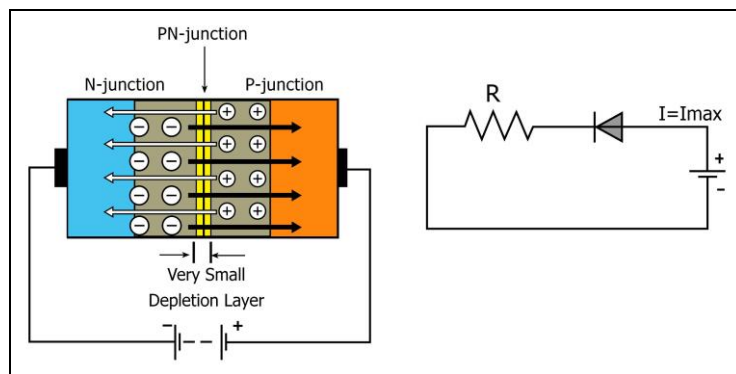 PN-junction
N-junction
P-junction
+ +
− −
+ +
− −
+ +
− −
+ +
− −
Very Small
Depletion Layer
− +
R
I=Imax
+
−